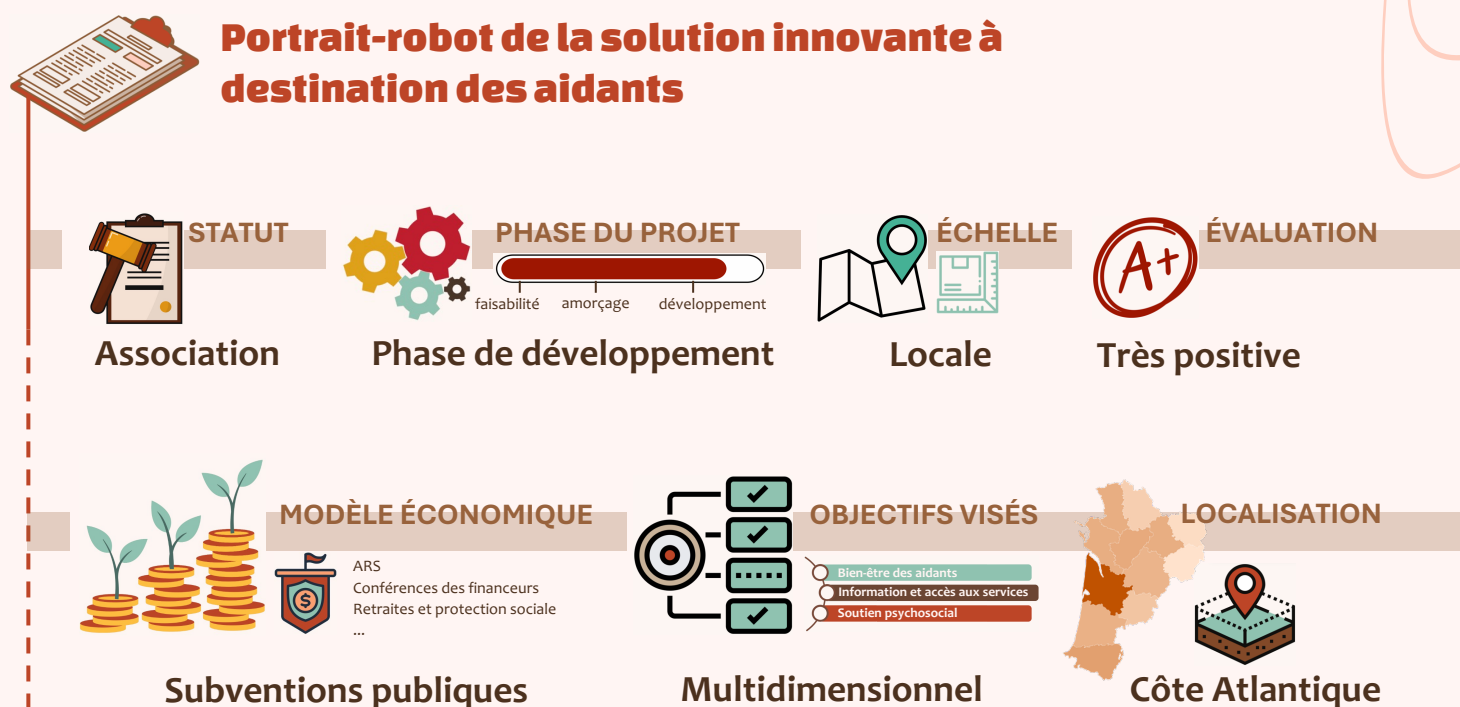 Portrait-robot de la solution innovante à
destination des aidants
STATUT
Association
PHASE DU PROJET
faisabilité amorçage développement
Phase de développement
ÉCHELLE
Locale
ÉVALUATION
A+
Très positive
MODÈLE ÉCONOMIQUE
$
ARS
Conférences des financeurs
Retraites et protection sociale
...
Subventions publiques
OBJECTIFS VISÉS
Bien-être des aidants
Information et accès aux services
Soutien psychosocial
Multidimensionnel
LOCALISATION
Côte Atlantique